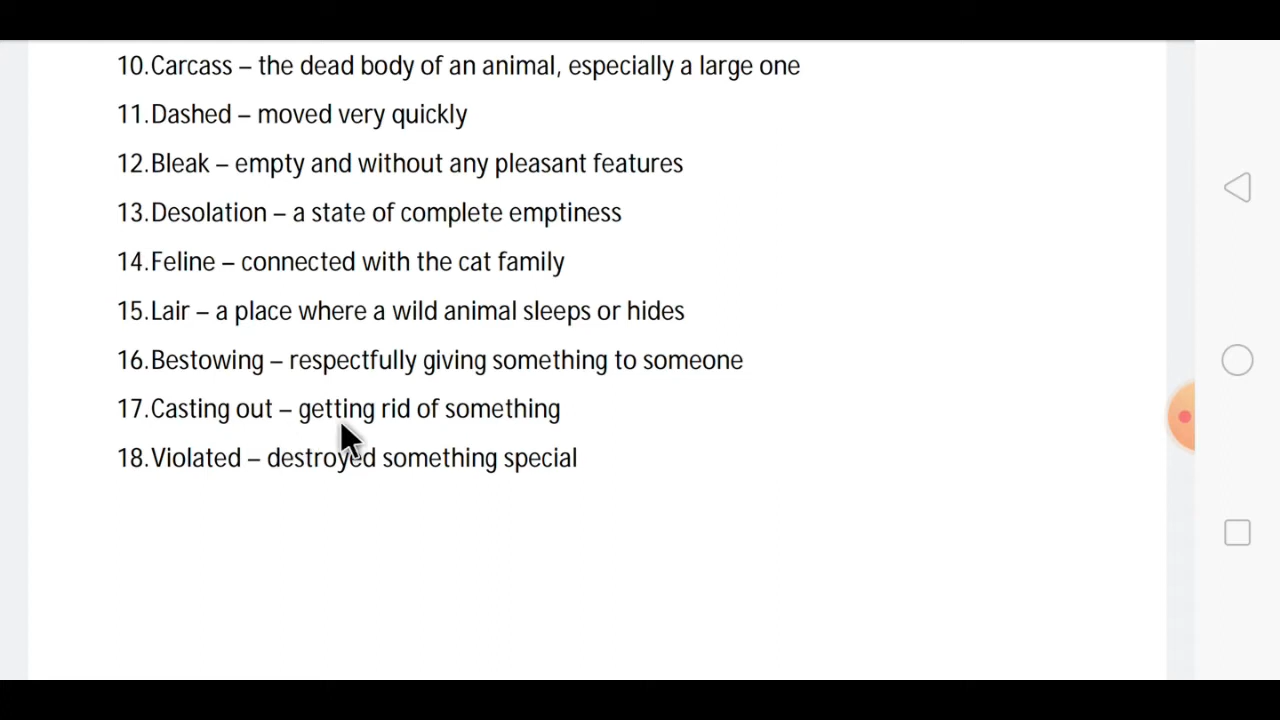 10.Carcass – the dead body of an animal, especially a large one
11.Dashed – moved very quickly
12.Bleak – empty and without any pleasant features
13.Desolation – a state of complete emptiness
14.Feline – connected with the cat family
15.Lair – a place where a wild animal sleeps or hides
16.Bestowing – respectfully giving something to someone
17.Casting out – getting rid of something
18.Violated – destroyed something special